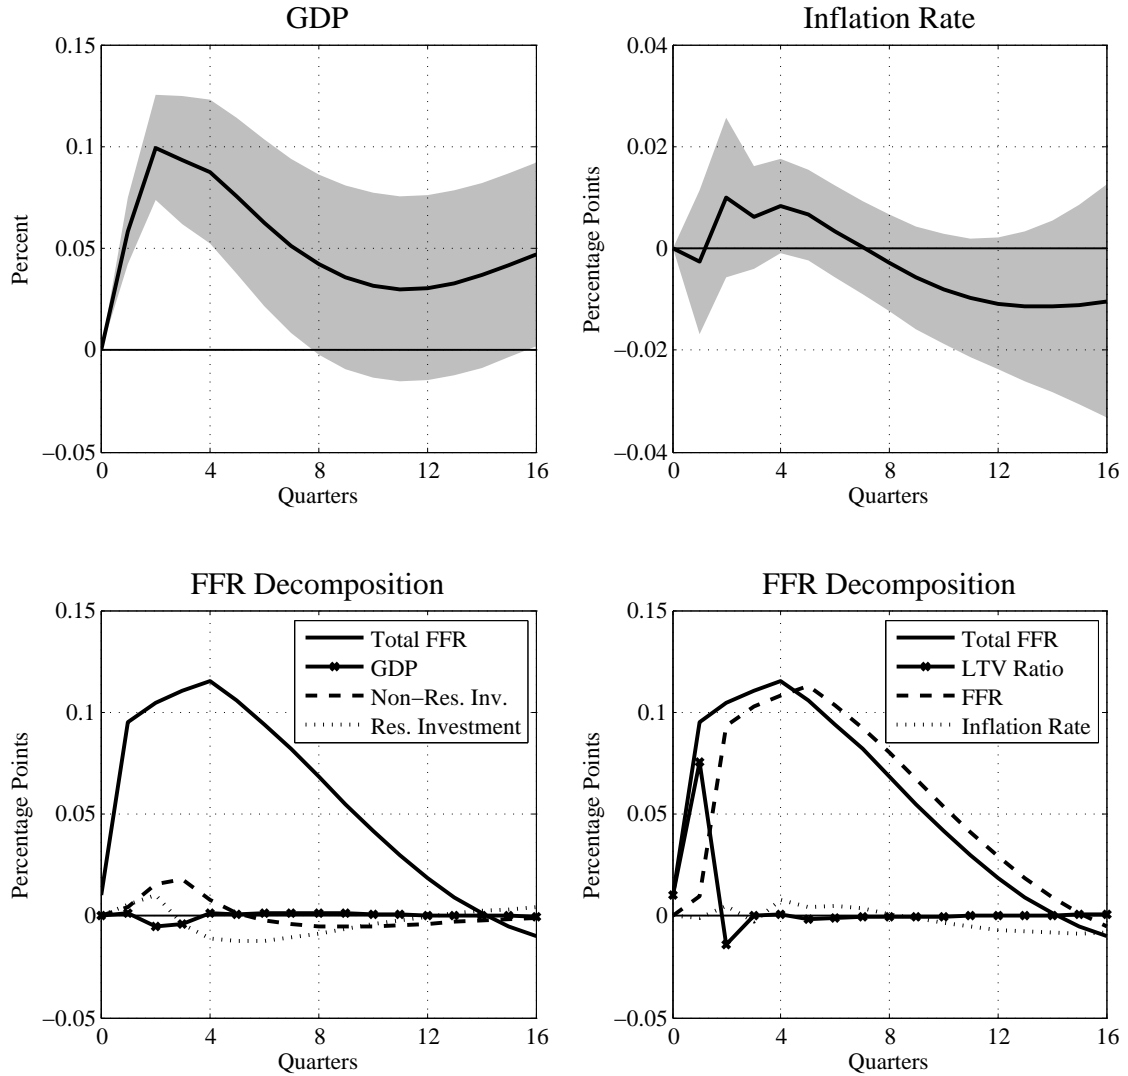 GDP
0.15
0.1
0.05
0
−0.05
Percent
0 4 8 12 16
Quarters
Inflation Rate
0.04
0.02
0
−0.02
−0.04
Percentage Points
0 4 8 12 16
Quarters
FFR Decomposition
0.15
0.1
0.05
0
−0.05
Percentage Points
Total FFR
GDP
Non−Res. Inv.
Res. Investment
0 4 8 12 16
Quarters
FFR Decomposition
0.15
0.1
0.05
0
−0.05
Percentage Points
Total FFR
LTV Ratio
FFR
Inflation Rate
0 4 8 12 16
Quarters